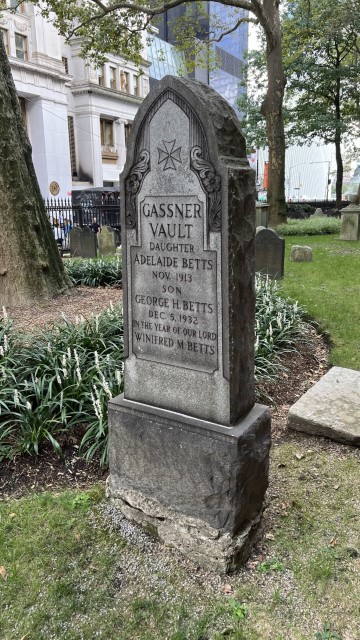 GASSNER
VAULT
DAUGHTER
ADELAIDE BETTS
NOV. 1913
SON
GEORGE H. BETTS
DEC. 5, 1932
IN THE YEAR OF OUR LORD
WINIFRED M. BETTS